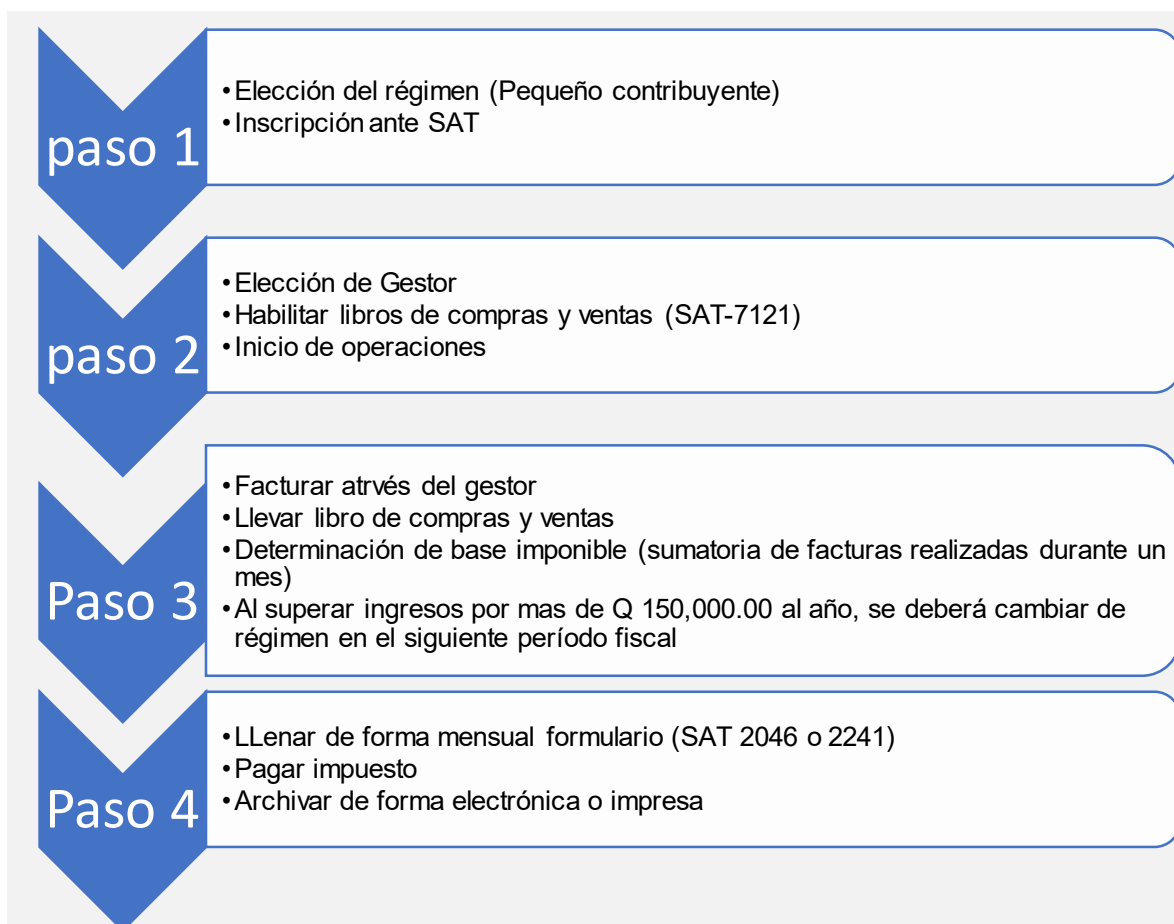 paso 1
•Elección del régimen (Pequeño contribuyente)
•Inscripción ante SAT
paso 2
•Elección de Gestor
•Habilitar libros de compras y ventas (SAT-7121)
•Inicio de operaciones
Paso 3
•Facturar atrvés del gestor
•Llevar libro de compras y ventas
•Determinación de base imponible (sumatoria de facturas realizadas durante un
mes)
•Al superar ingresos por mas de Q 150,000.00 al año, se deberá cambiar de
régimen en el siguiente período fiscal
Paso 4
•LLenar de forma mensual formulario (SAT 2046 o 2241)
•Pagar impuesto
•Archivar de forma electrónica o impresa